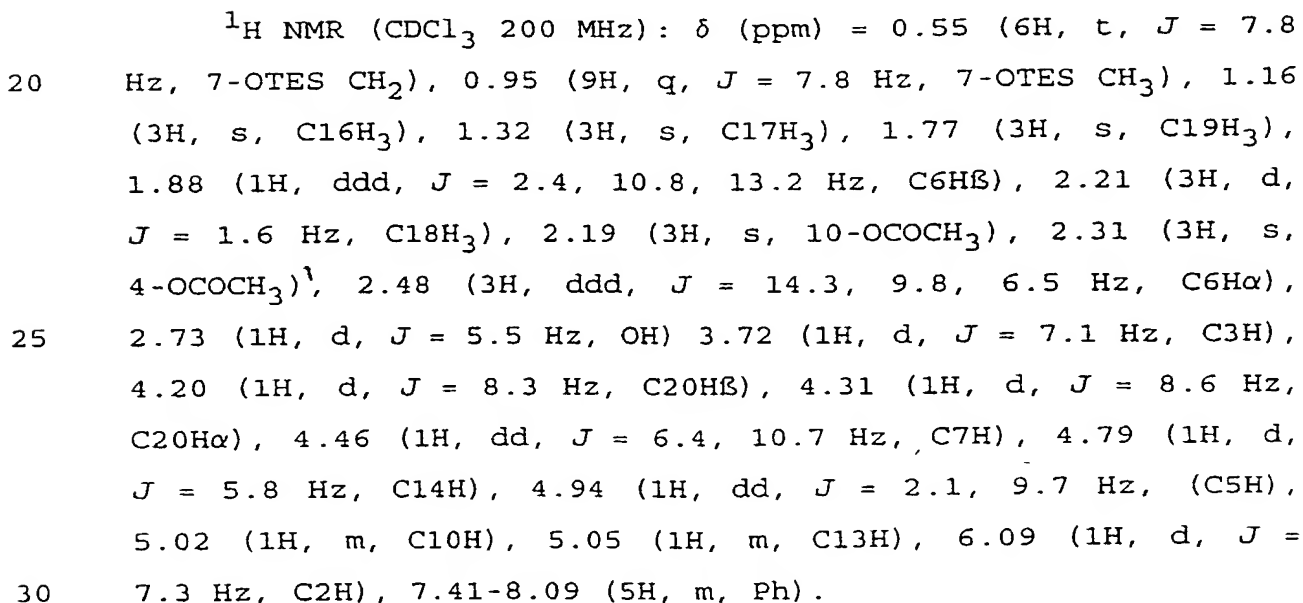 ¹H NMR (CDCl₃ 200 MHz): δ (ppm) = 0.55 (6H, t, J = 7.8
20 Hz, 7-OTES CH₂), 0.95 (9H, q, J = 7.8 Hz, 7-OTES CH₃), 1.16
(3H, s, C16H₃), 1.32 (3H, s, C17H₃), 1.77 (3H, s, C19H₃),
1.88 (1H, ddd, J = 2.4, 10.8, 13.2 Hz, C6Hß), 2.21 (3H, d,
J = 1.6 Hz, C18H₃), 2.19 (3H, s, 10-OCOCH₃), 2.31 (3H, s,
4-OCOCH₃), 2.48 (3H, ddd, J = 14.3, 9.8, 6.5 Hz, C6Hα),
25 2.73 (1H, d, J = 5.5 Hz, OH) 3.72 (1H, d, J = 7.1 Hz, C3H),
4.20 (1H, d, J = 8.3 Hz, C20Hß), 4.31 (1H, d, J = 8.6 Hz,
C20Hα), 4.46 (1H, dd, J = 6.4, 10.7 Hz, C7H), 4.79 (1H, d,
J = 5.8 Hz, C14H), 4.94 (1H, dd, J = 2.1, 9.7 Hz, (C5H),
5.02 (1H, m, C10H), 5.05 (1H, m, C13H), 6.09 (1H, d, J =
30 7.3 Hz, C2H), 7.41-8.09 (5H, m, Ph).